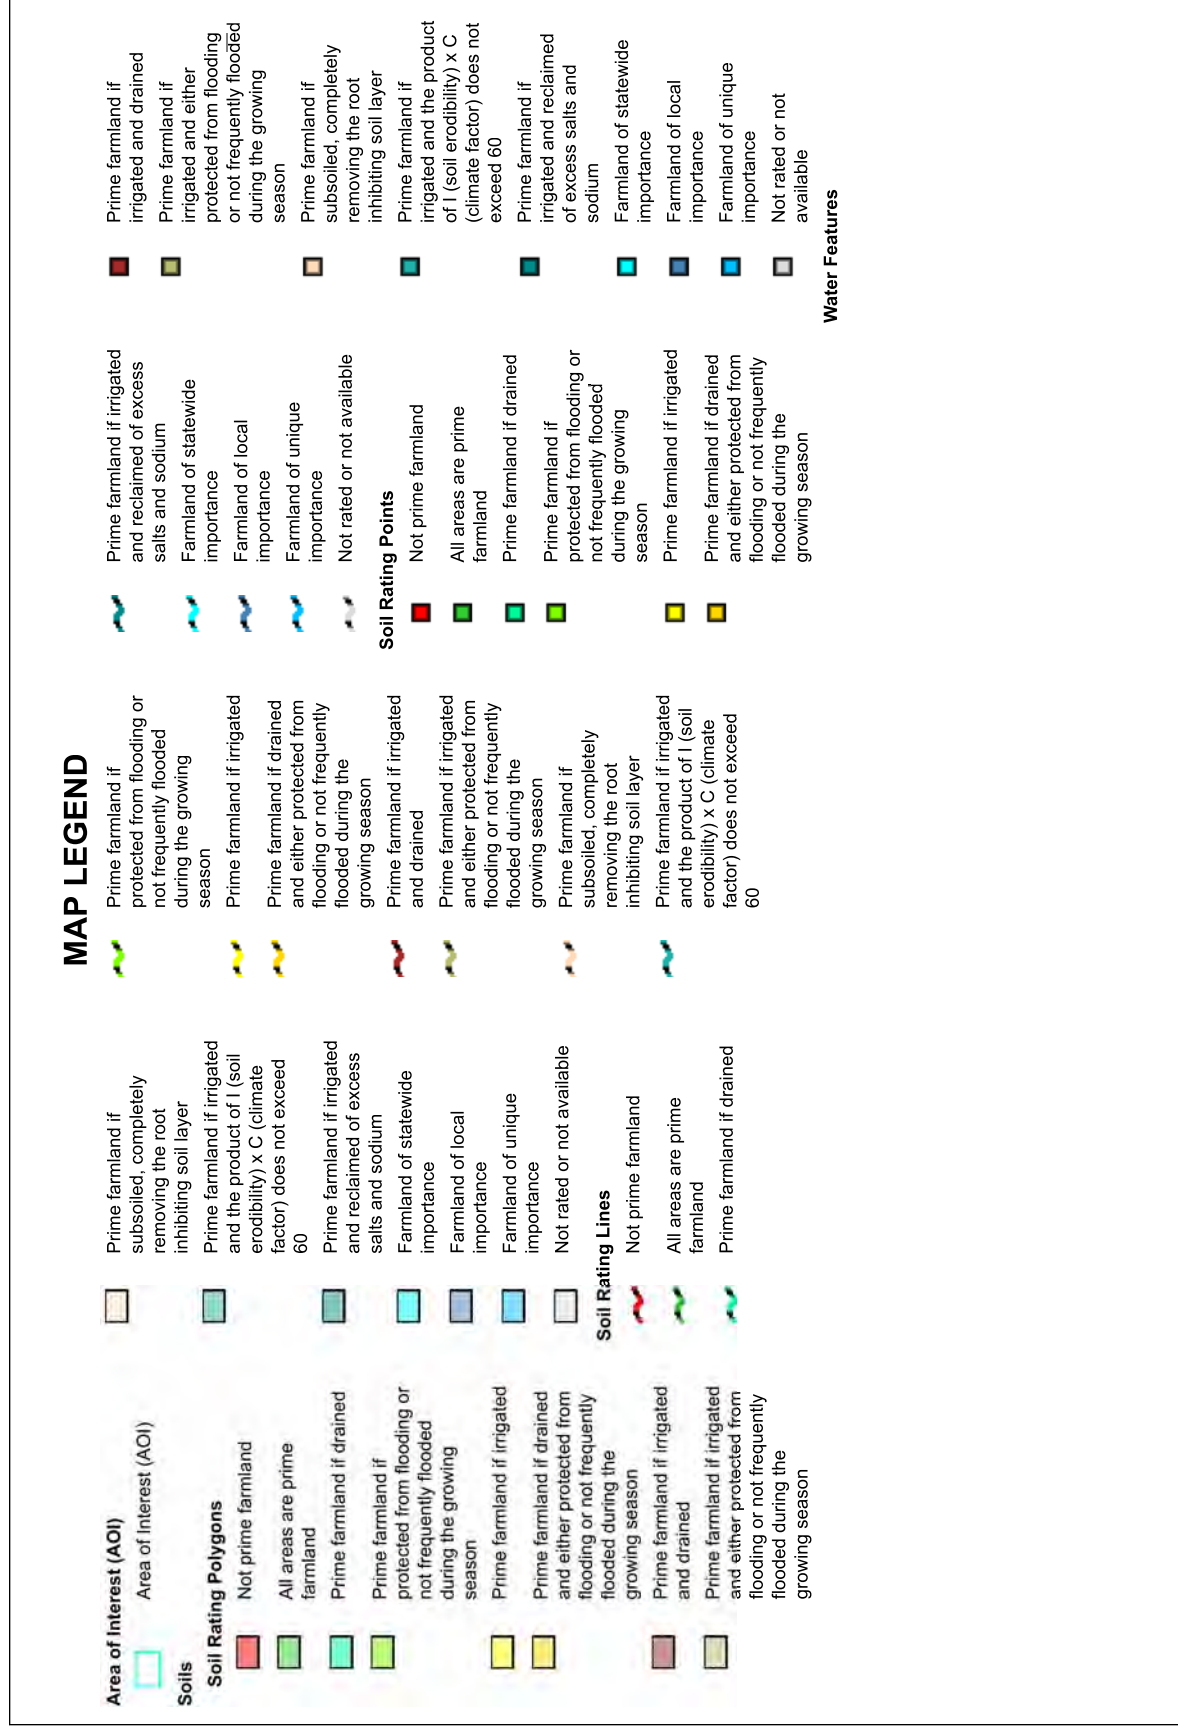 MAP LEGEND
Area of Interest (AOI)
Area of Interest (AOI)
Soils
Soil Rating Polygons
Not prime farmland
All areas are prime
farmland
Prime farmland if drained
Prime farmland if
protected from flooding or
not frequently flooded
during the growing
season
Prime farmland if irrigated
Prime farmland if drained
and either protected from
flooding or not frequently
flooded during the
growing season
Prime farmland if irrigated
and drained
Prime farmland if irrigated
and either protected from
flooding or not frequently
flooded during the
growing season
Prime farmland if
subsoiled, completely
removing the root
inhibiting soil layer
Prime farmland if irrigated
and the product of I (soil
erodibility) x C (climate
factor) does not exceed
60
Prime farmland if irrigated
and reclaimed of excess
salts and sodium
Farmland of statewide
importance
Farmland of local
importance
Farmland of unique
importance
Not rated or not available
Soil Rating Lines
Not prime farmland
All areas are prime
farmland
Prime farmland if drained
Prime farmland if
protected from flooding or
not frequently flooded
during the growing
season
Prime farmland if irrigated
Prime farmland if drained
and either protected from
flooding or not frequently
flooded during the
growing season
Prime farmland if irrigated
and drained
Prime farmland if irrigated
and either protected from
flooding or not frequently
flooded during the
growing season
Prime farmland if
subsoiled, completely
removing the root
inhibiting soil layer
Prime farmland if irrigated
and the product of I (soil
erodibility) x C (climate
factor) does not exceed
60
Prime farmland if irrigated
and reclaimed of excess
salts and sodium
Farmland of statewide
importance
Farmland of local
importance
Farmland of unique
importance
Not rated or not available
Soil Rating Points
Not prime farmland
All areas are prime
farmland
Prime farmland if drained
Prime farmland if
protected from flooding or
not frequently flooded
during the growing
season
Prime farmland if irrigated
Prime farmland if drained
and either protected from
flooding or not frequently
flooded during the
growing season
Prime farmland if
irrigated and drained
Prime farmland if
irrigated and either
protected from flooding
or not frequently flooded
during the growing
season
Prime farmland if
subsoiled, completely
removing the root
inhibiting soil layer
Prime farmland if
irrigated and the product
of I (soil erodibility) x C
(climate factor) does not
exceed 60
Prime farmland if
irrigated and reclaimed
of excess salts and
sodium
Farmland of statewide
importance
Farmland of local
importance
Farmland of unique
importance
Not rated or not
available
Water Features